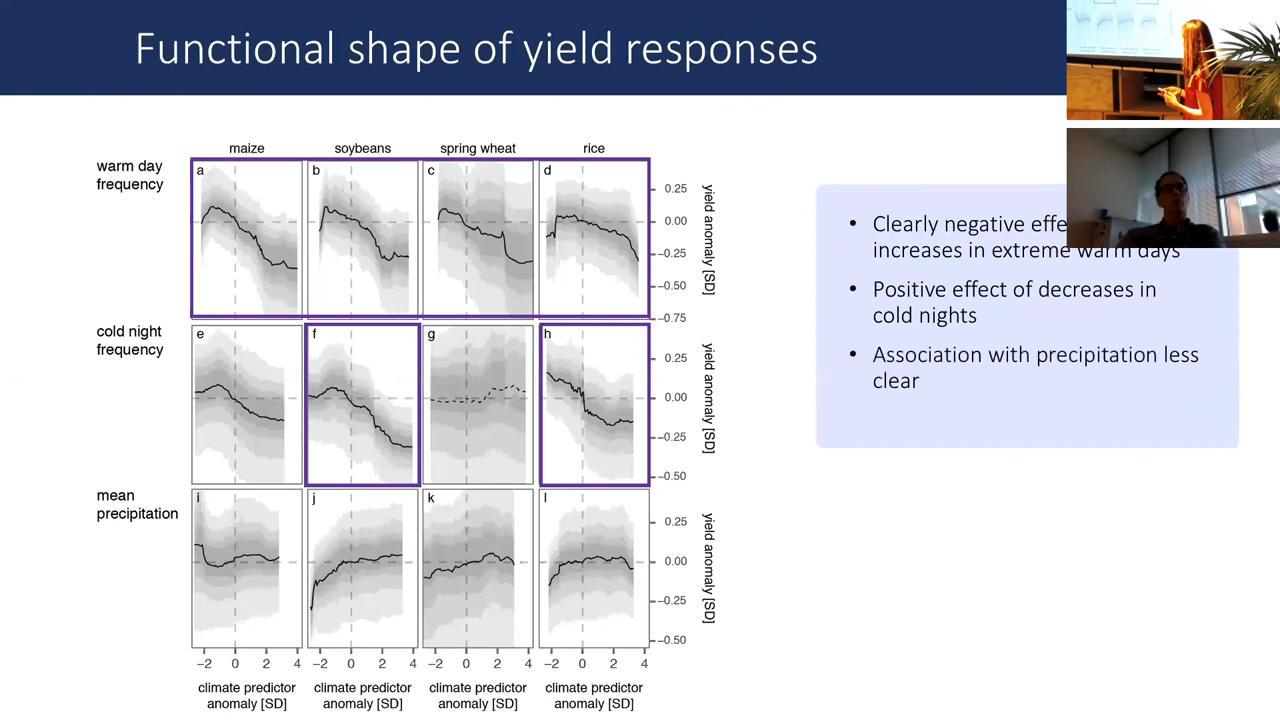 Functional shape of yield responses
maize soybeans spring wheat rice
warm day
frequency
a b c d
0.25
0.00
−0.25
−0.50
−0.75
yield anomaly [SD]
cold night
frequency
e f g h
0.25
0.00
−0.25
−0.50
yield anomaly [SD]
mean
precipitation
i j k l
0.25
0.00
−0.25
−0.50
yield anomaly [SD]
−2 0 2 4 −2 0 2 4 −2 0 2 4 −2 0 2 4
climate predictor climate predictor climate predictor climate predictor
anomaly [SD] anomaly [SD] anomaly [SD] anomaly [SD]
• Clearly negative
increases in extreme warm days
• Positive effect of decreases in
cold nights
• Association with precipitation less
clear